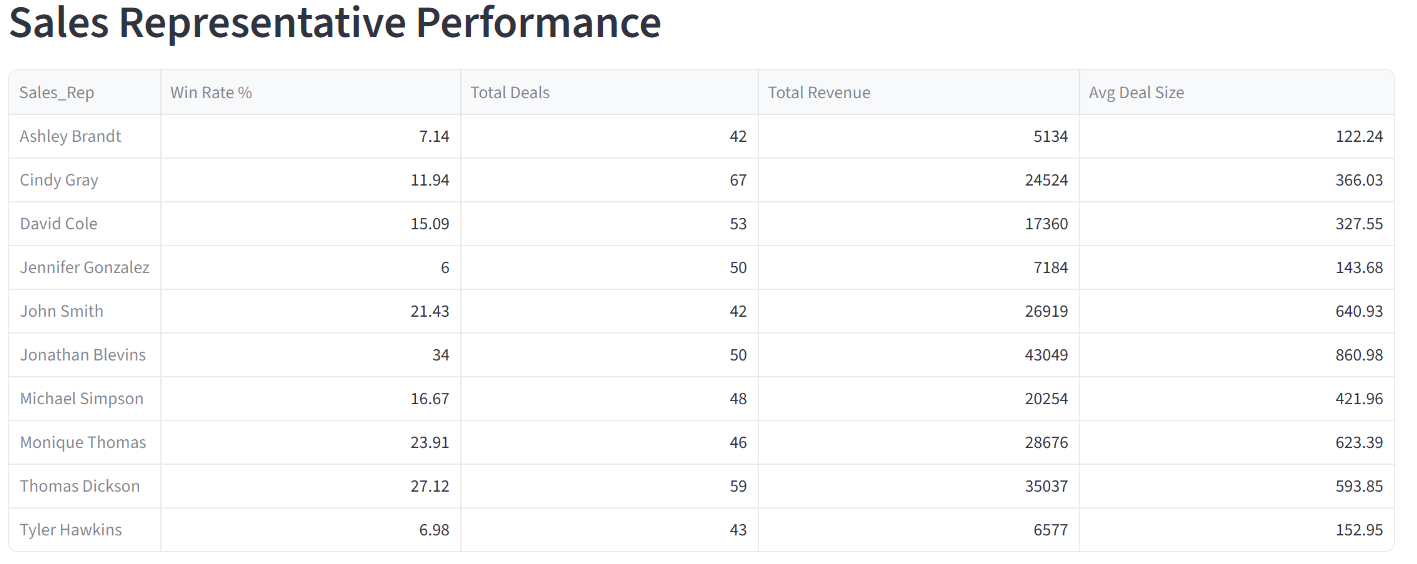 Sales Representative Performance
Sales_Rep Win Rate % Total Deals Total Revenue Avg Deal Size
Ashley Brandt 7.14 42 5134 122.24
Cindy Gray 11.94 67 24524 366.03
David Cole 15.09 53 17360 327.55
Jennifer Gonzalez 6 50 7184 143.68
John Smith 21.43 42 26919 640.93
Jonathan Blevins 34 50 43049 860.98
Michael Simpson 16.67 48 20254 421.96
Monique Thomas 23.91 46 28676 623.39
Thomas Dickson 27.12 59 35037 593.85
Tyler Hawkins 6.98 43 6577 152.95